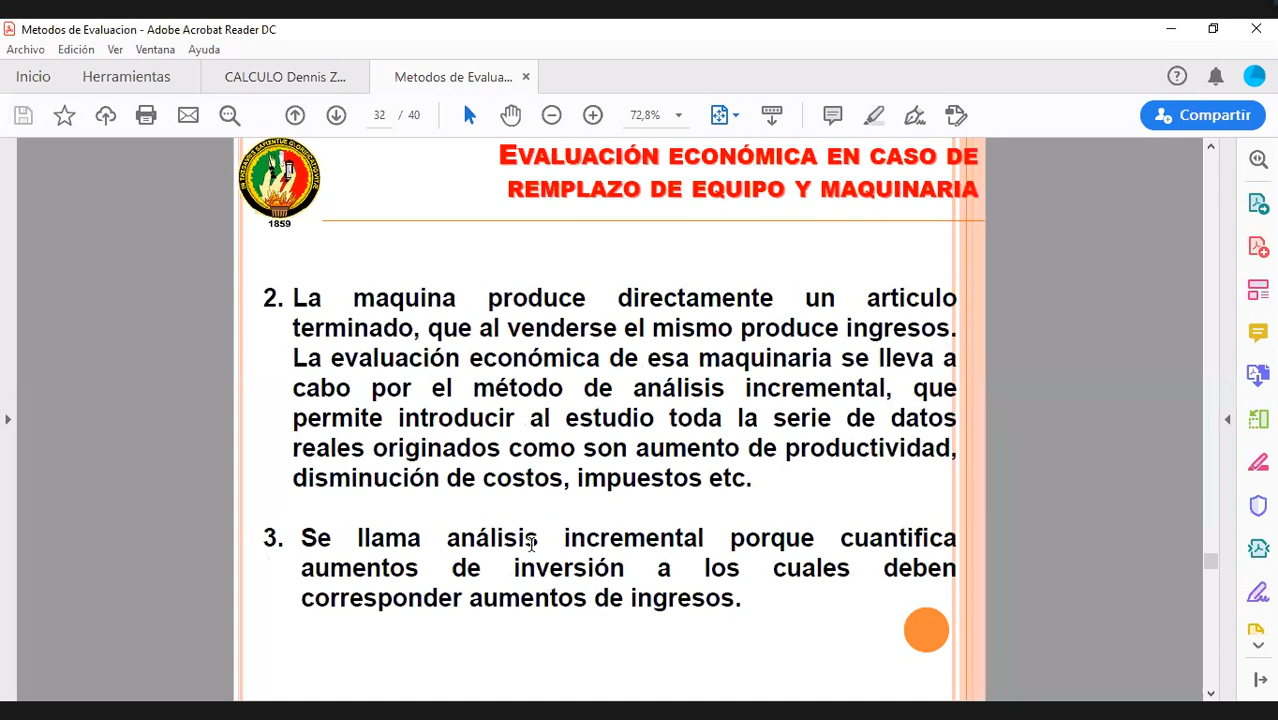 Metodos de Evaluacion - Adobe Acrobat Reader DC
Archivo Edición Ver Ventana Ayuda
Inicio Herramientas CALCULO Dennis Z... Metodos de Evalua...
32 / 40 72,8% Compartir
EVALUACIÓN ECONÓMICA EN CASO DE
REMPLAZO DE EQUIPO Y MAQUINARIA
1859
2. La maquina produce directamente un articulo
terminado, que al venderse el mismo produce ingresos.
La evaluación económica de esa maquinaria se lleva a
cabo por el método de análisis incremental, que
permite introducir al estudio toda la serie de datos
reales originados como son aumento de productividad,
disminución de costos, impuestos etc.
3. Se llama análisis incremental porque cuantifica
aumentos de inversión a los cuales deben
corresponder aumentos de ingresos.